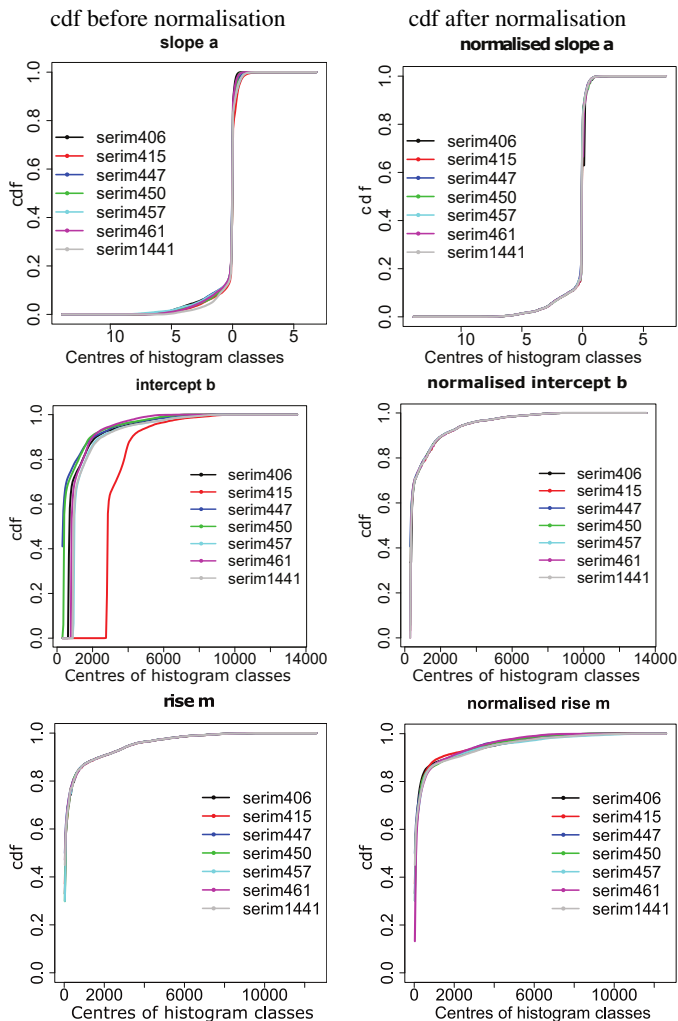 cdf before normalisation
cdf after normalisation
slope a
cdf
1.0
0.8
0.6
0.4
0.2
0.0
serim406
serim415
serim447
serim450
serim457
serim461
serim1441
10 5 0 5
Centres of histogram classes
normalised slope a
cdf
1.0
0.8
0.6
0.4
0.2
0.0
serim406
serim415
serim447
serim450
serim457
serim461
serim1441
10 5 0 5
Centres of histogram classes
intercept b
cdf
1.0
0.8
0.6
0.4
0.2
0.0
serim406
serim415
serim447
serim450
serim457
serim461
serim1441
0 2000 6000 10000 14000
Centres of histogram classes
normalised intercept b
cdf
1.0
0.8
0.6
0.4
0.2
0.0
serim406
serim415
serim447
serim450
serim457
serim461
serim1441
0 2000 6000 10000 14000
Centres of histogram classes
rise m
cdf
1.0
0.8
0.6
0.4
0.2
0.0
serim406
serim415
serim447
serim450
serim457
serim461
serim1441
0 2000 6000 10000
Centres of histogram classes
normalised rise m
cdf
1.0
0.8
0.6
0.4
0.2
0.0
serim406
serim415
serim447
serim450
serim457
serim461
serim1441
0 2000 6000 10000
Centres of histogram classes